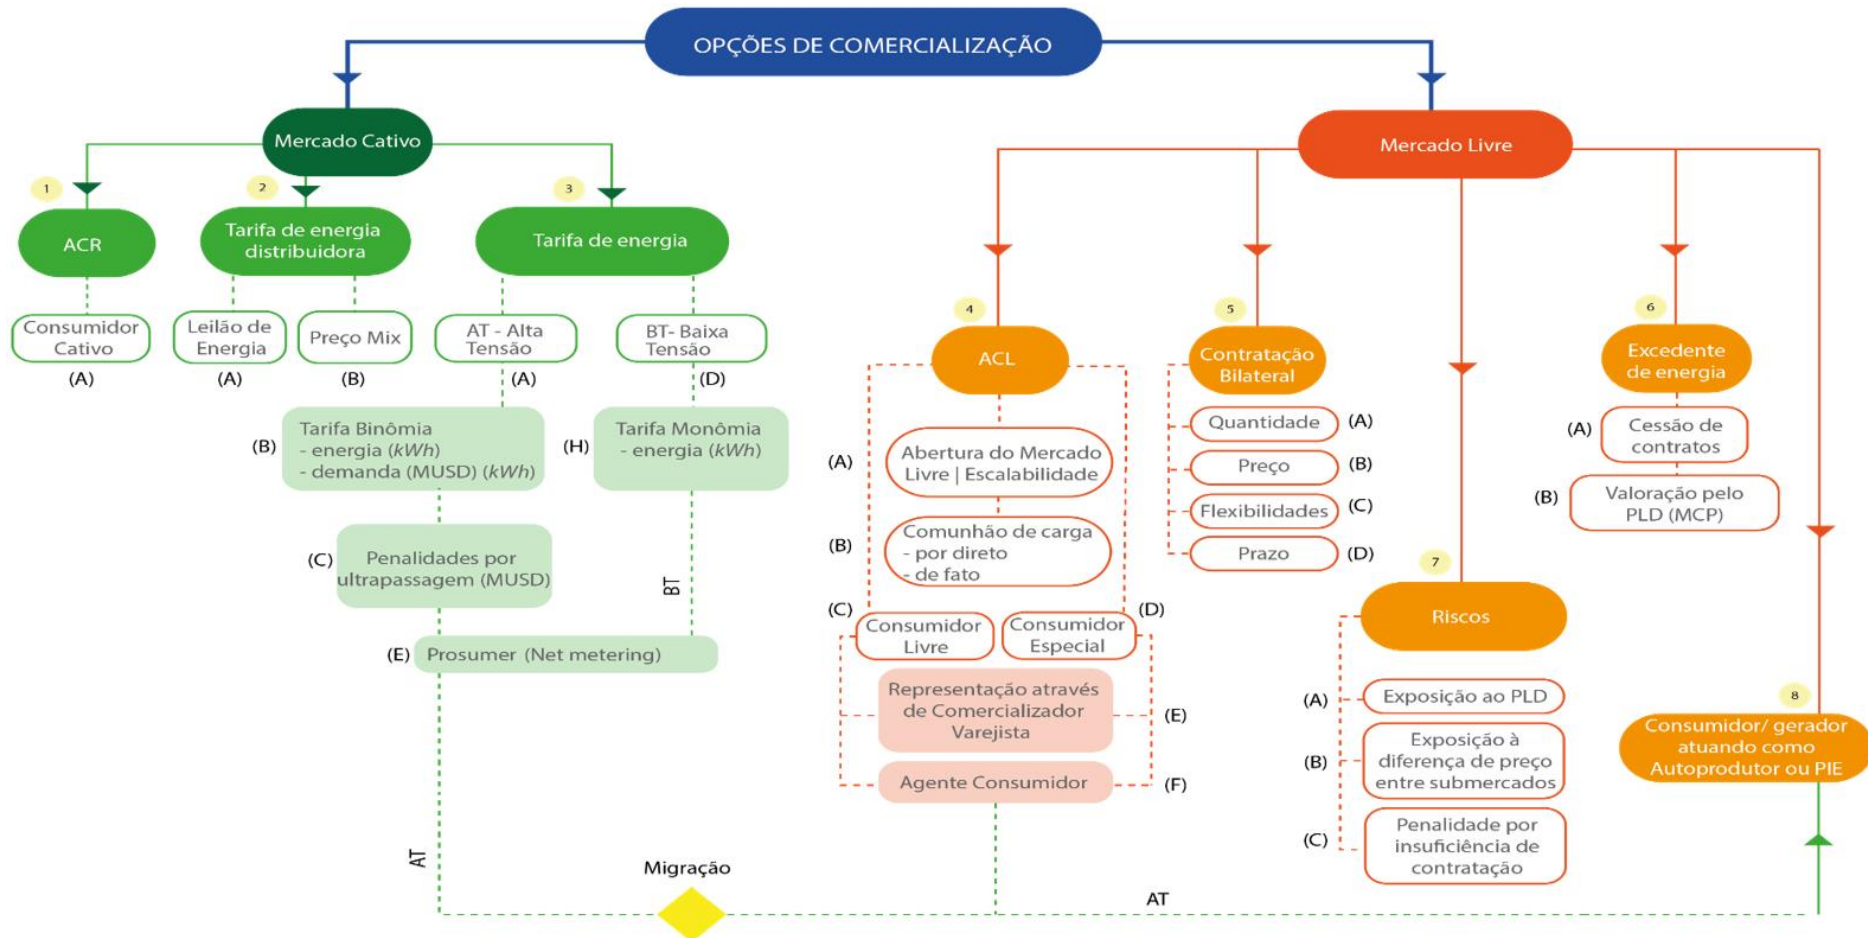 OPÇÕES DE COMERCIALIZAÇÃO
Mercado Cativo
1
ACR
Consumidor
Cativo
(A)
2
Tarifa de energia
distribuidora
Leilão de
Energia
(A)
Preço Mix
(B)
3
Tarifa de energia
AT - Alta
Tensão
(A)
BT- Baixa
Tensão
(D)
(B)
Tarifa Binômia
- energia (kWh)
- demanda (MUSD) (kWh)
(H)
Tarifa Monômia
- energia (kWh)
(C)
Penalidades por
ultrapassagem (MUSD)
BT
(E)
Prosumer (Net metering)
AT
Migração
AT
Mercado Livre
4
ACL
(A)
Abertura do Mercado
Livre | Escalabilidade
(B)
Comunhão de carga
- por direto
- de fato
(C)
Consumidor
Livre
(D)
Consumidor
Especial
Representação através
de Comercializador
Varejista
(E)
Agente Consumidor
(F)
5
Contratação
Bilateral
Quantidade
(A)
Preço
(B)
Flexibilidades
(C)
Prazo
(D)
6
Excedente
de energia
(A)
Cessão de
contratos
(B)
Valoração pelo
PLD (MCP)
7
Riscos
(A)
Exposição ao PLD
(B)
Exposição à
diferença de preço
entre submercados
(C)
Penalidade por
insuficiência de
contratação
8
Consumidor/ gerador
atuando como
Autoprodutor ou PIE